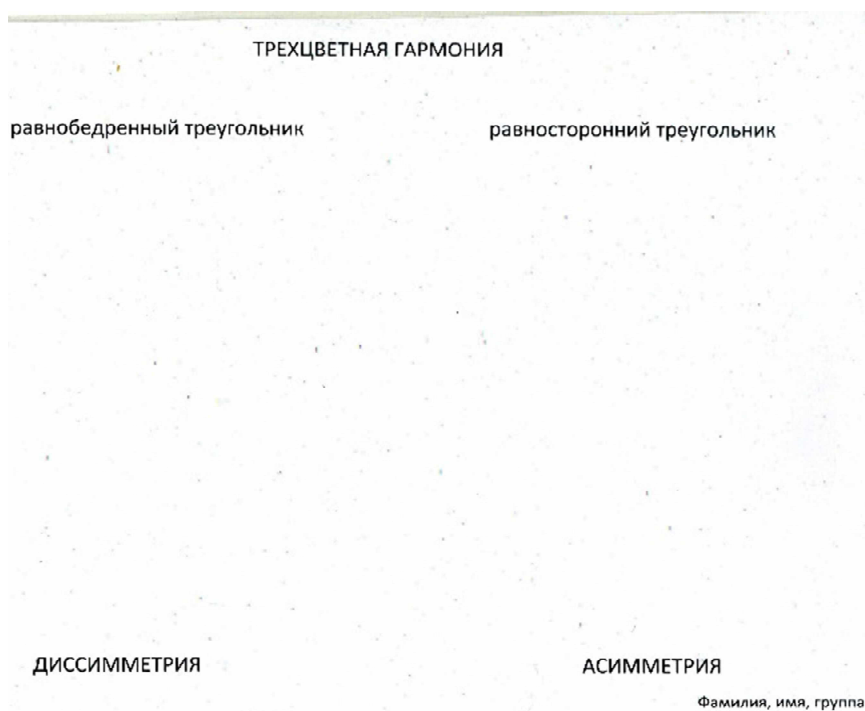 ТРЕХЦВЕТНАЯ ГАРМОНИЯ
равнобедренный треугольник
равносторонний треугольник
ДИССИММЕТРИЯ
АСИММЕТРИЯ
Фамилия, имя, группа